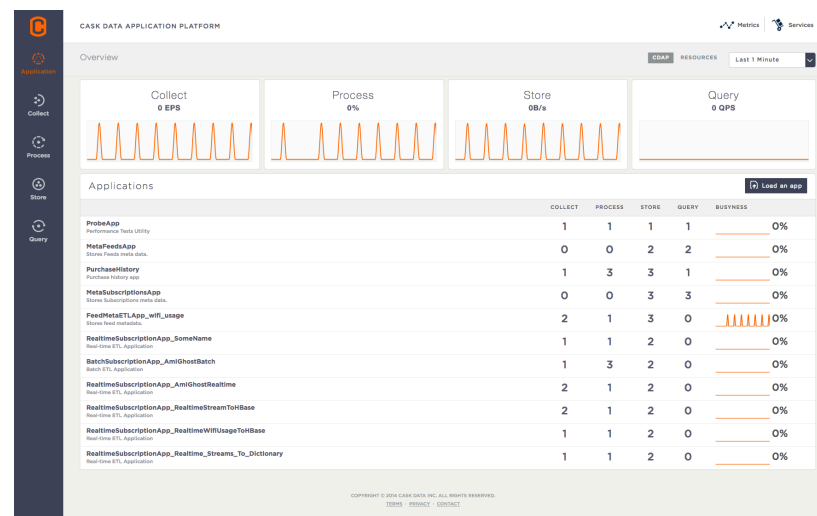 CASK DATA APPLICATION PLATFORM
Metrics Services
Application
Collect
Process
Store
Query
Overview
CDAP RESOURCES Last 1 Minute
Collect Process Store Query
0 EPS 0% 0B/s 0 QPS
Applications Load an app
COLLECT PROCESS STORE QUERY BUSYNESS
ProbeApp 1 1 1 1 0%
Performance Tests Utility
MetaFeedsApp 0 0 2 2 0%
Stores Feeds meta data.
PurchaseHistory 1 3 3 1 0%
Purchase history app
MetaSubscriptionsApp 0 0 3 3 0%
Stores Subscriptions meta data.
FeedMetaETLApp_wifi_usage 2 1 3 0 0%
Stores feed metadata.
RealtimeSubscriptionApp_SomeName 1 1 2 0 0%
Real-time ETL Application
BatchSubscriptionApp_AmIGhostBatch 1 3 2 0 0%
Batch ETL Application
RealtimeSubscriptionApp_AmIGhostRealtime 2 1 2 0 0%
Real-time ETL Application
RealtimeSubscriptionApp_RealtimeStreamToHBase 2 1 2 0 0%
Real-time ETL Application
RealtimeSubscriptionApp_RealtimeWifiUsageToHBase 1 1 2 0 0%
Real-time ETL Application
RealtimeSubscriptionApp_Realtime_Streams_To_Dictionary 1 1 2 0 0%
Real-time ETL Application
COPYRIGHT © 2014 CASK DATA INC, ALL RIGHTS RESERVED.
TERMS · PRIVACY · CONTACT